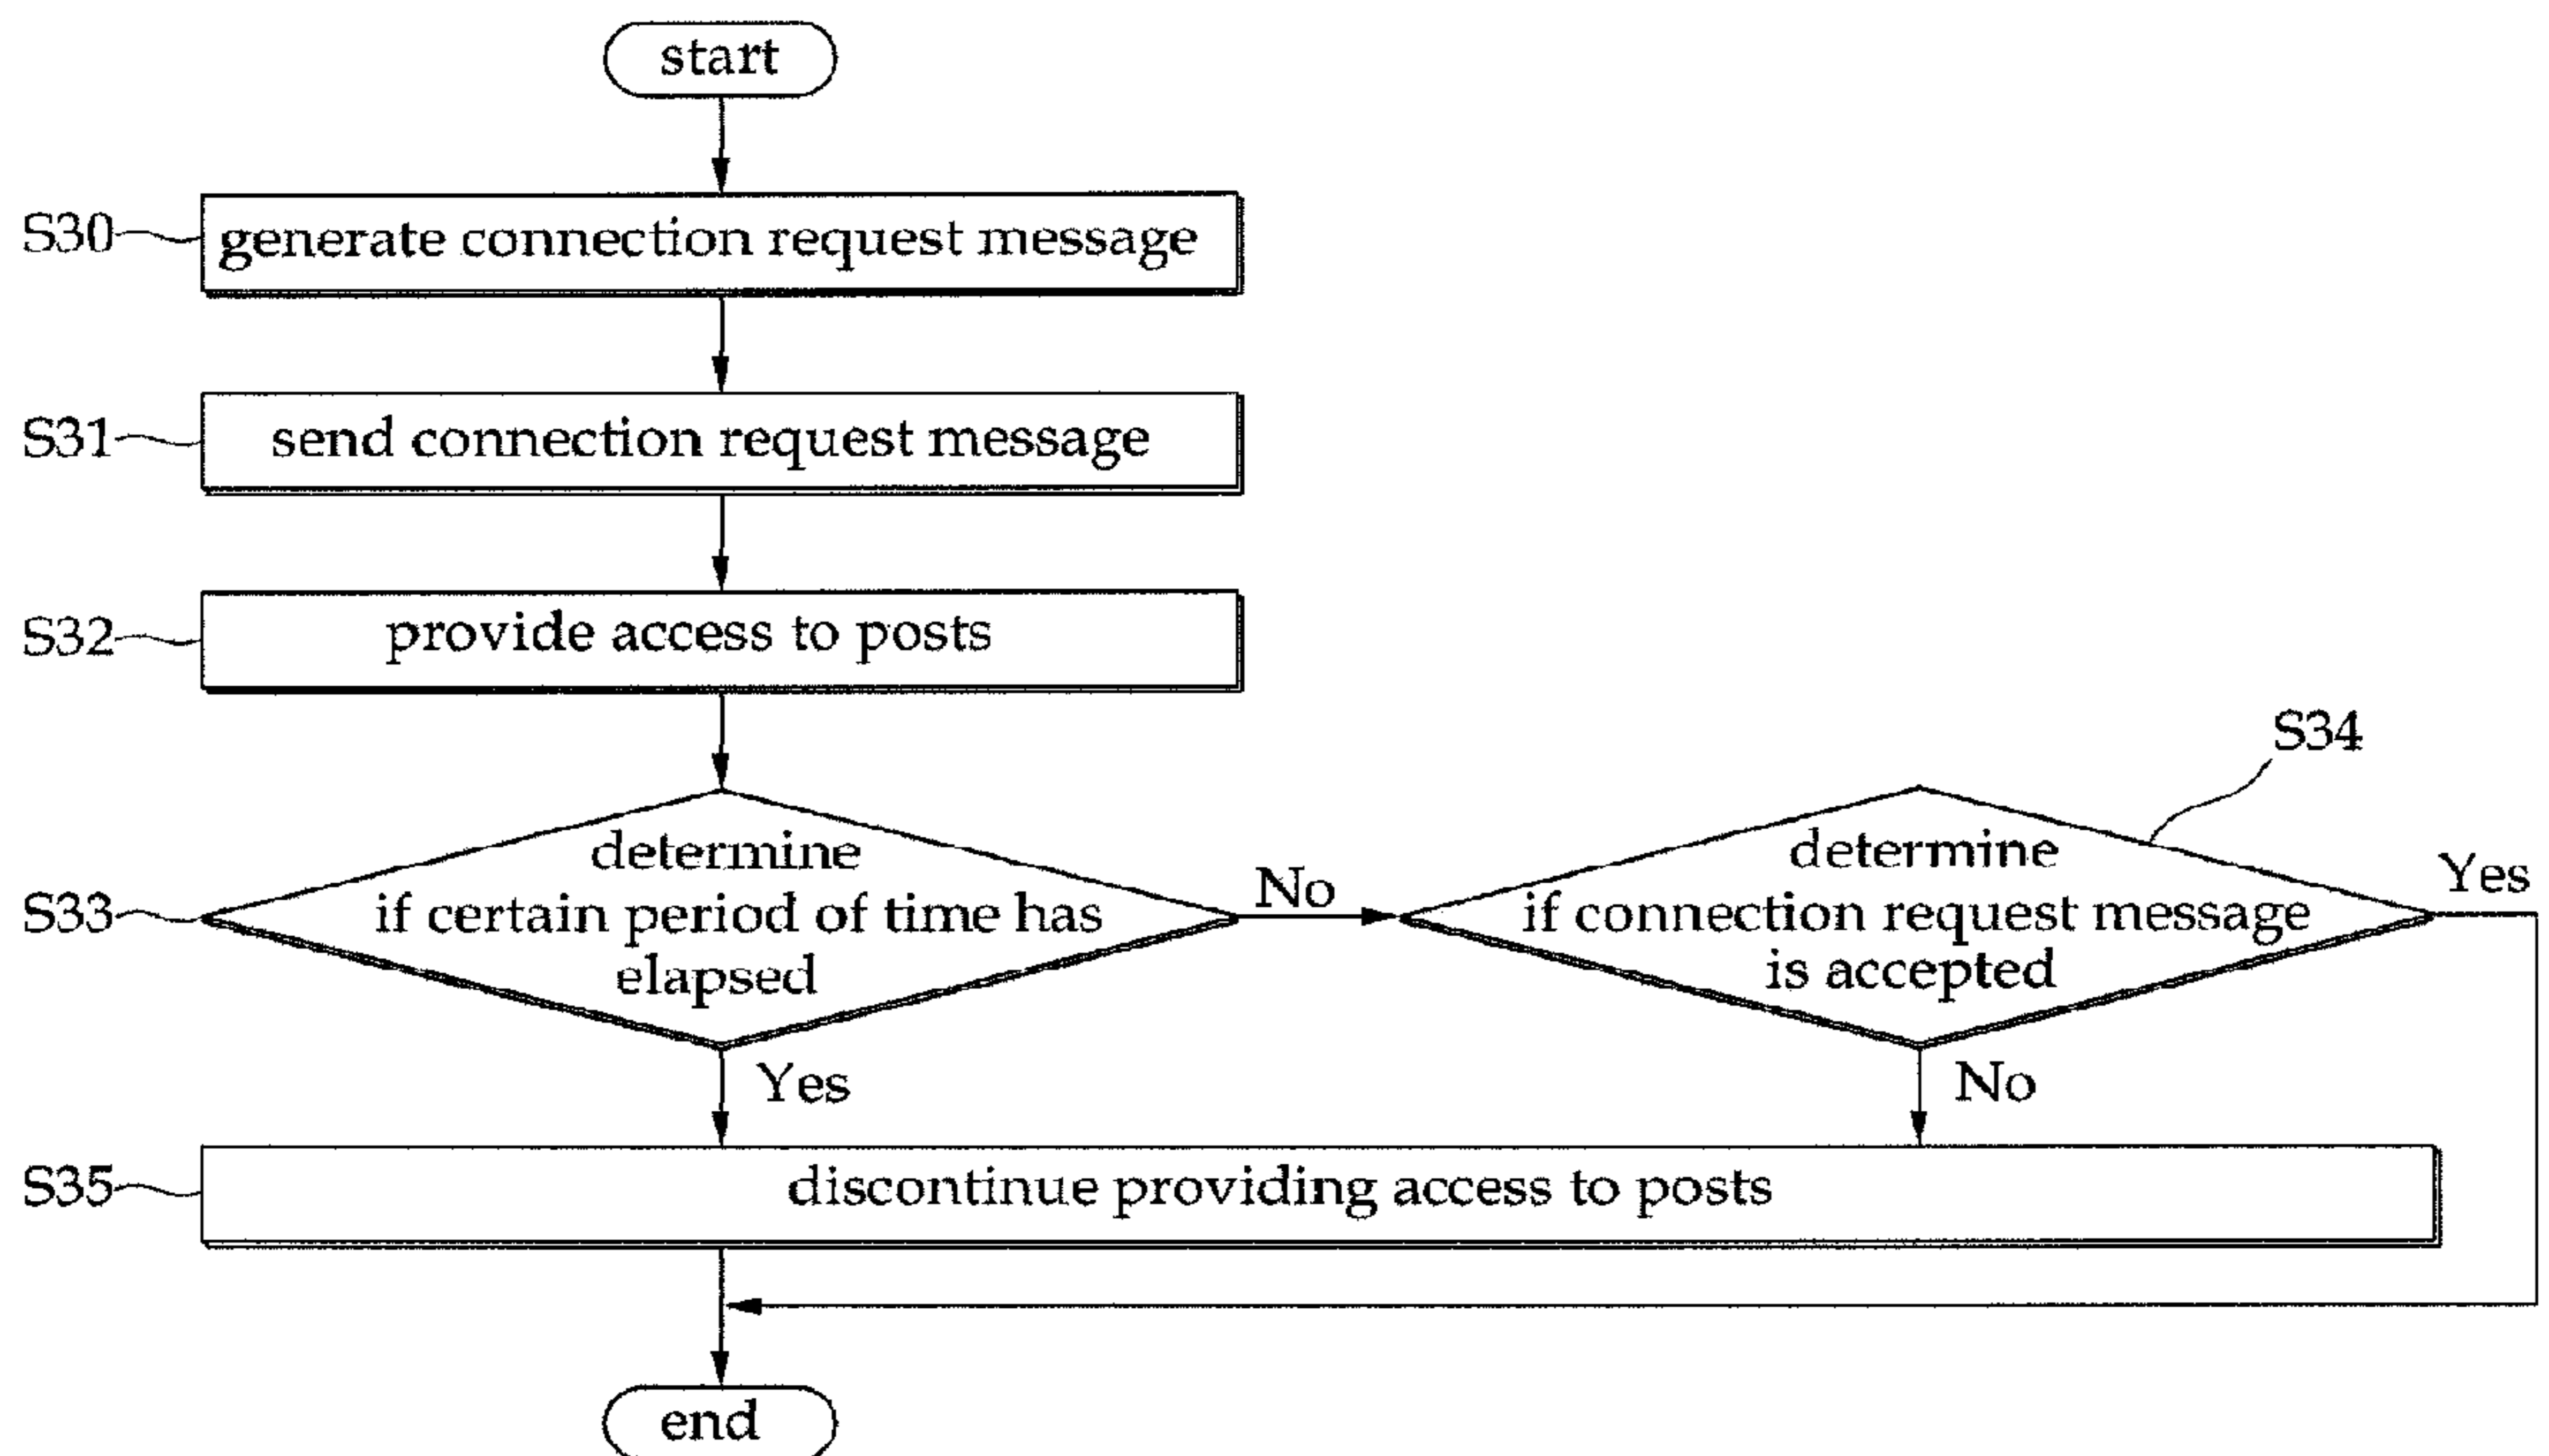 start
S30
generate connection request message
S31
send connection request message
S32
provide access to posts
S33
determine
if certain period of time has
elapsed
No
S34
determine
if connection request message
is accepted
Yes
Yes
No
S35
discontinue providing access to posts
end